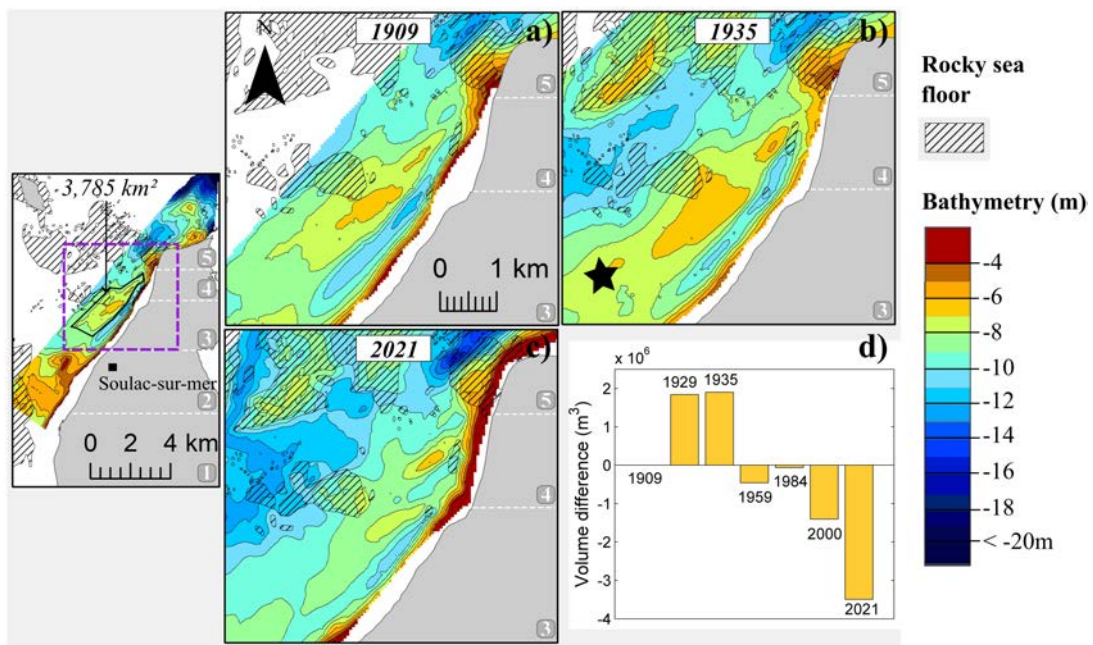 3,785 km²
5
4
3
2
1
Soulac-sur-mer
0 2 4 km
N
1909
a)
5
4
3
0 1 km
1935
b)
5
4
3
2021
c)
5
4
3
d)
x 10⁶
Volume difference (m³)
2
1
0
-1
-2
-3
-4
1909
1929
1935
1959
1984
2000
2021
Rocky sea
floor
Bathymetry (m)
-4
-6
-8
-10
-12
-14
-16
-18
< -20m